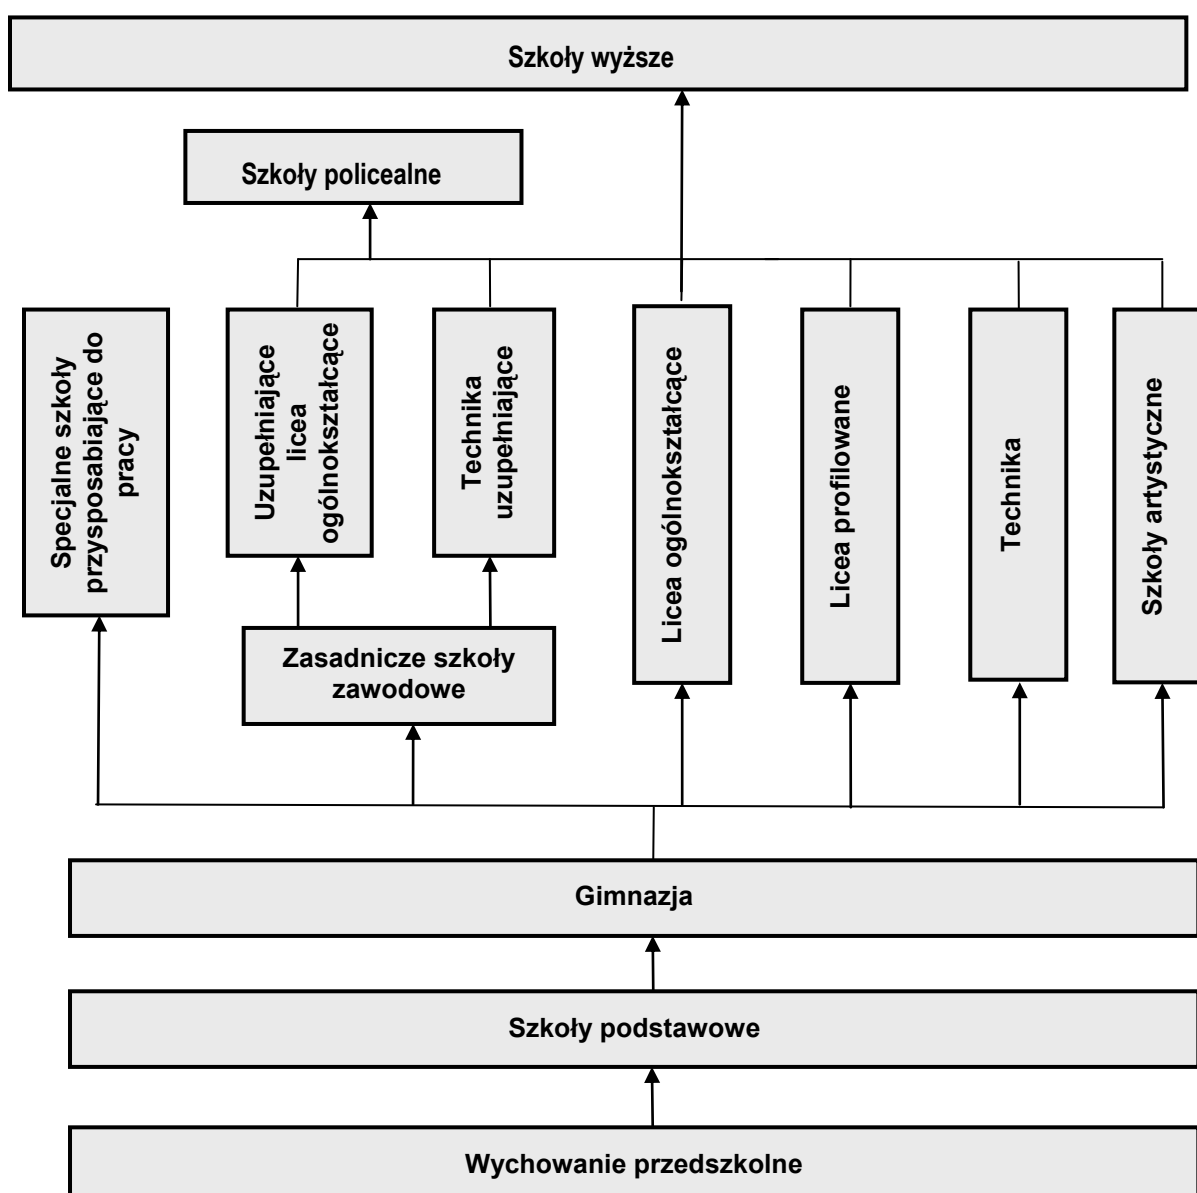 Szkoły wyższe
Szkoły policealne
Specjalne szkoły
przysposabiające do
pracy
Uzupełniające
licea
ogólnokształcące
Technika
uzupełniające
Licea ogólnokształcące
Licea profilowane
Technika
Szkoły artystyczne
Zasadnicze szkoły
zawodowe
Gimnazja
Szkoły podstawowe
Wychowanie przedszkolne